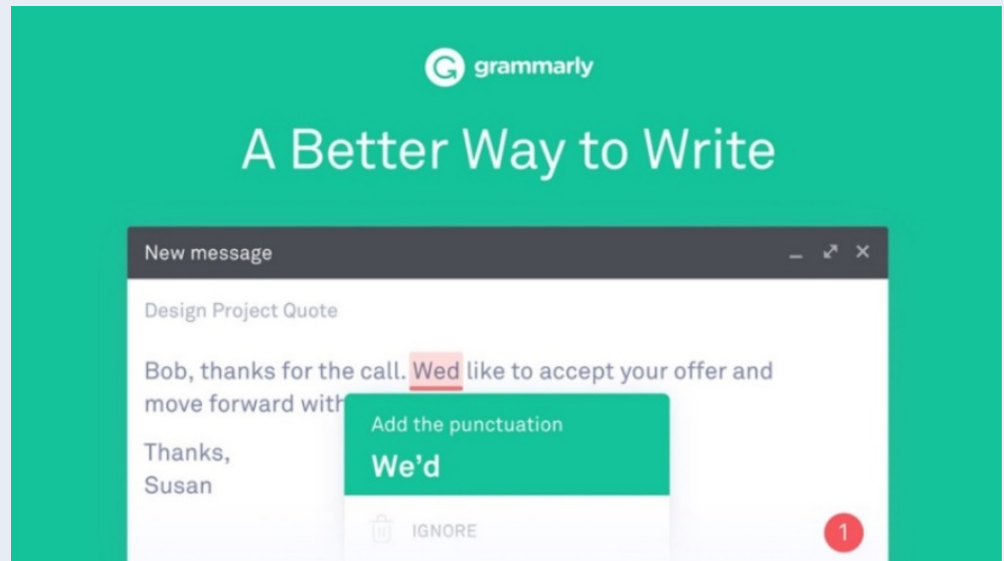 grammarly
A Better Way to Write
New message
Design Project Quote
Bob, thanks for the call. Wed like to accept your offer and
move forward with
Add the punctuation
We'd
Thanks,
Susan
IGNORE
1